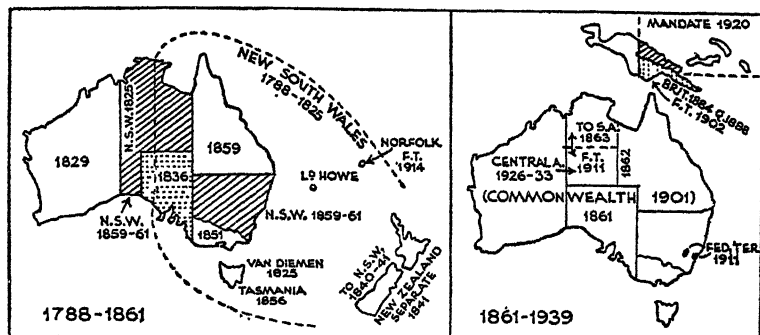 NEW SOUTH WALES
1788-1825
N.S.W. 1825
1829
1859
1836
NORFOLK
F.T.
1914
LD HOWE
N.S.W.
1859-61
1851
N.S.W. 1859-61
VAN DIEMEN
1825
TASMANIA
1856
TO N.S.W.
1840-41
NEW ZEALAND
SEPARATE
1841
1788-1861
MANDATE 1920
BRIT. 1884 & 1888
F.T. 1902
TO S.A.
1863
CENTRAL A.
1926-33
F.T.
1911
1862
(COMMONWEALTH 1901)
1861
FED. TER.
1911
1861-1939